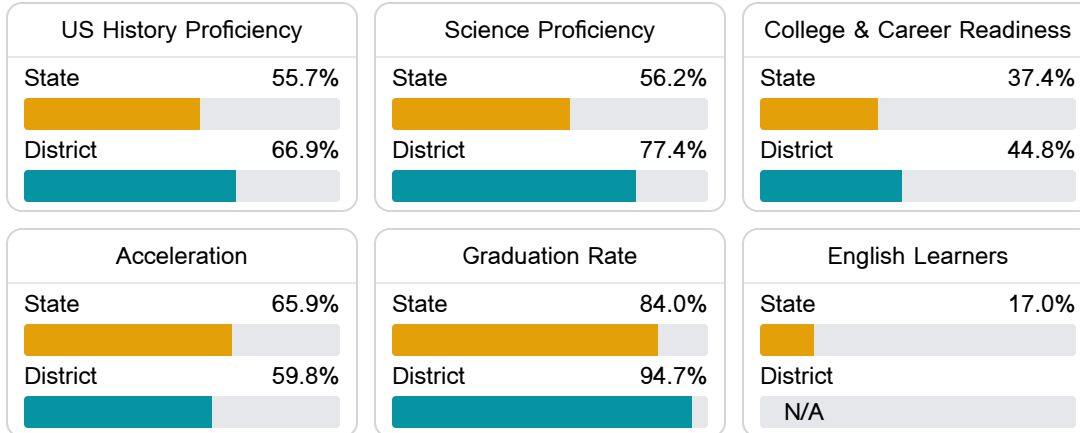 US History Proficiency
State 55.7%
District 66.9%
Science Proficiency
State 56.2%
District 77.4%
College & Career Readiness
State 37.4%
District 44.8%
Acceleration
State 65.9%
District 59.8%
Graduation Rate
State 84.0%
District 94.7%
English Learners
State 17.0%
District
N/A